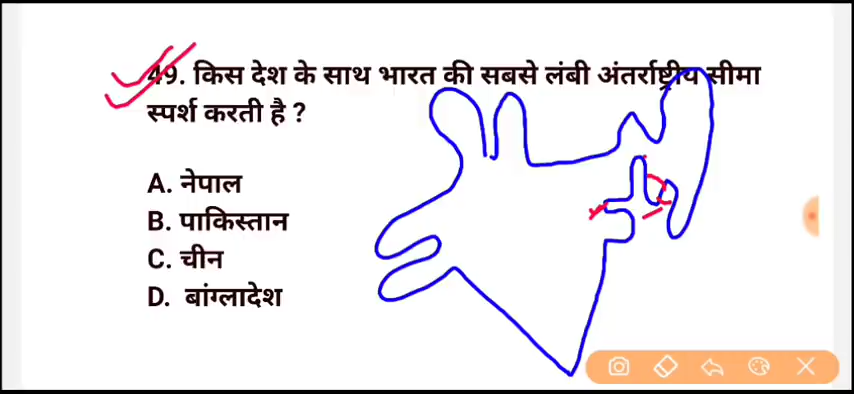 49. किस देश के साथ भारत की सबसे लंबी अंतर्राष्ट्रीय सीमा
स्पर्श करती है ?
A. नेपाल
B. पाकिस्तान
C. चीन
D. बांग्लादेश